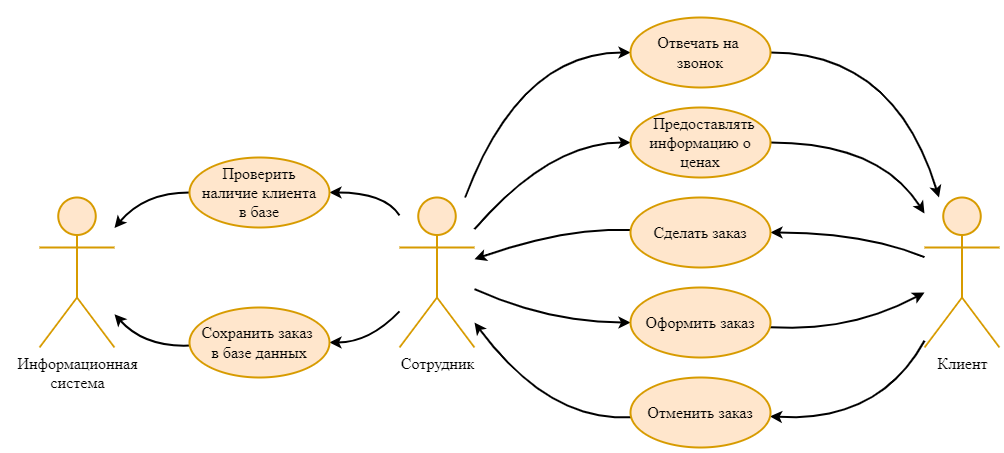 Отвечать на
звонок
Предоставлять
информацию о
ценах
Проверить
наличие клиента
в базе
Сделать заказ
Сохранить заказ
в базе данных
Оформить заказ
Информационная
система
Сотрудник
Клиент
Отменить заказ